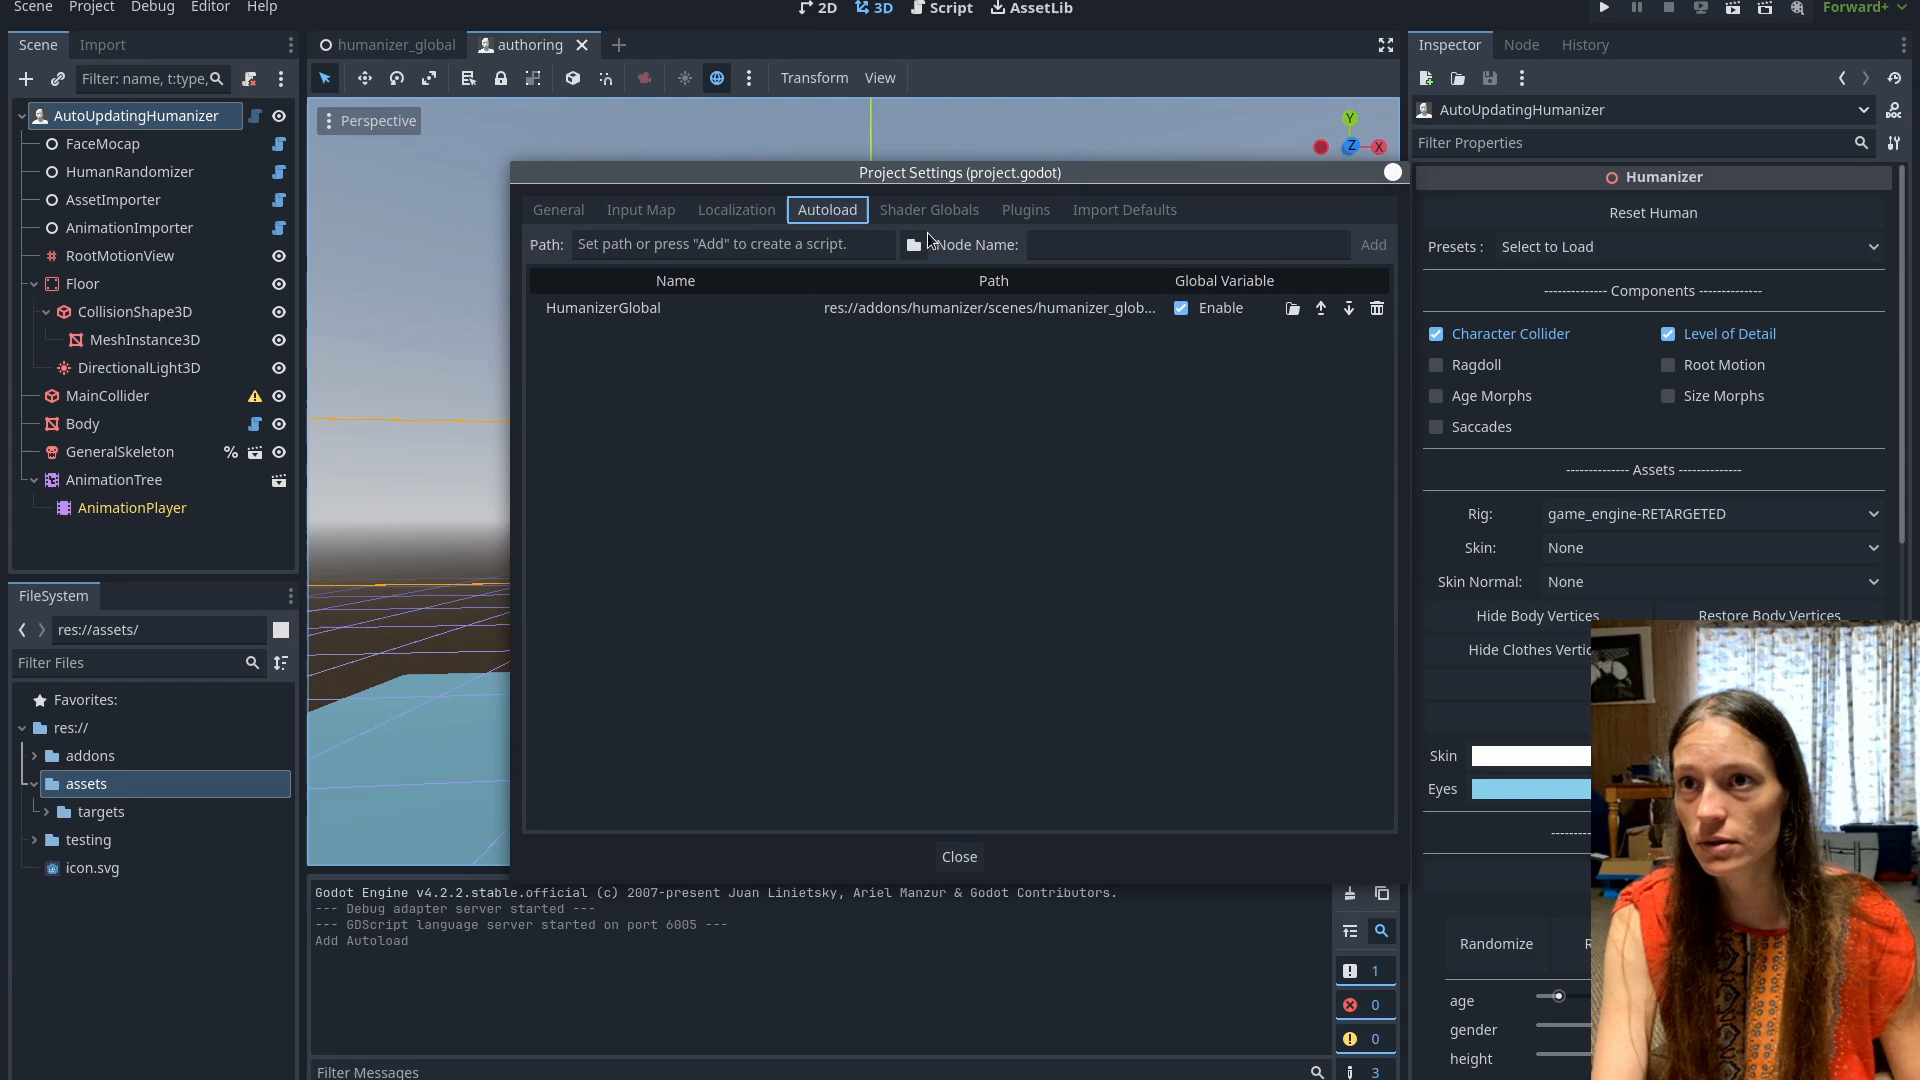 Scene Project Debug Editor Help
2D 3D Script AssetLib
Forward+
Scene Import
Filter: name, t:type,
AutoUpdatingHumanizer
FaceMocap
HumanRandomizer
AssetImporter
AnimationImporter
RootMotionView
Floor
CollisionShape3D
MeshInstance3D
DirectionalLight3D
MainCollider
Body
GeneralSkeleton %
AnimationTree
AnimationPlayer
FileSystem
res://assets/
Filter Files
Favorites:
res://
addons
assets
targets
testing
icon.svg
humanizer_global authoring
Transform View
Perspective
Y
Z X
Project Settings (project.godot)
General Input Map Localization Autoload Shader Globals Plugins Import Defaults
Path: Set path or press "Add" to create a script. Node Name: Add
Name Path Global Variable
HumanizerGlobal res://addons/humanizer/scenes/humanizer_glob... Enable
Close
Godot Engine v4.2.2.stable.official (c) 2007-present Juan Linietsky, Ariel Manzur & Godot Contributors.
--- Debug adapter server started ---
--- GDScript language server started on port 6005 ---
Add Autoload
1
0
0
3
Filter Messages
Inspector Node History
AutoUpdatingHumanizer
DOC
Filter Properties
Humanizer
Reset Human
Presets : Select to Load
-------------- Components --------------
Character Collider Level of Detail
Ragdoll Root Motion
Age Morphs Size Morphs
Saccades
-------------- Assets --------------
Rig: game_engine-RETARGETED
Skin: None
Skin Normal: None
Hide Body Vertices Restore Body Vertices
Hide Clothes Vertic
Skin
Eyes
Randomize R
age
gender
height